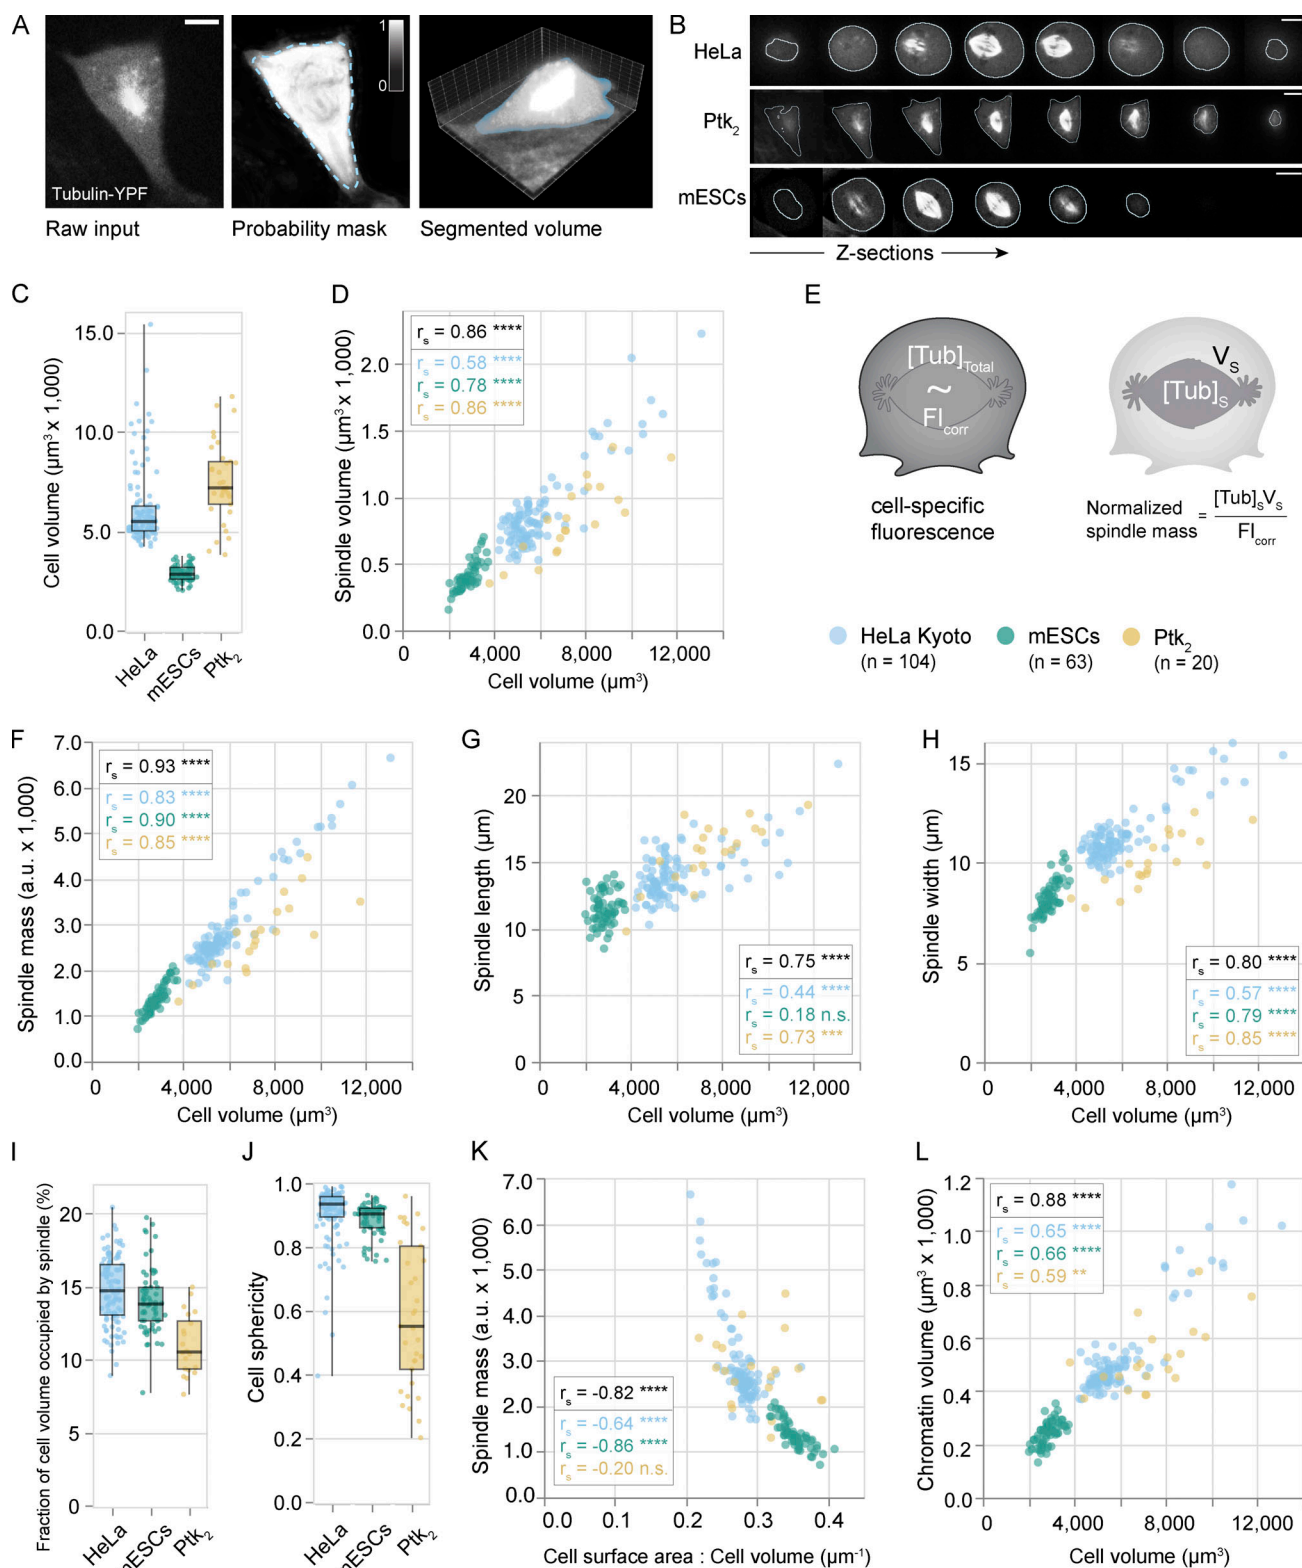 A
1
0
Tubulin-YPF
Raw input
Probability mask
Segmented volume
B
HeLa
Ptk₂
mESCs
Z-sections
C
Cell volume (µm³ x 1,000)
15.0
10.0
5.0
0.0
HeLa
mESCs
Ptk₂
D
Spindle volume (µm³ x 1,000)
rₛ = 0.86 ****
rₛ = 0.58 ****
rₛ = 0.78 ****
rₛ = 0.86 ****
2.0
1.5
1.0
0.5
0.0
0 4,000 8,000 12,000
Cell volume (µm³)
E
[Tub]Total
~
FIcorr
cell-specific
fluorescence
Vₛ
[Tub]ₛ
Normalized spindle mass = [Tub]ₛVₛ / FIcorr
HeLa Kyoto
(n = 104)
mESCs
(n = 63)
Ptk₂
(n = 20)
F
Spindle mass (a.u. x 1,000)
rₛ = 0.93 ****
rₛ = 0.83 ****
rₛ = 0.90 ****
rₛ = 0.85 ****
7.0
6.0
5.0
4.0
3.0
2.0
1.0
0.0
0 4,000 8,000 12,000
Cell volume (µm³)
G
Spindle length (µm)
20
15
10
5
0
rₛ = 0.75 ****
rₛ = 0.44 ****
rₛ = 0.18 n.s.
rₛ = 0.73 ***
0 4,000 8,000 12,000
Cell volume (µm³)
H
Spindle width (µm)
15
10
5
0
rₛ = 0.80 ****
rₛ = 0.57 ****
rₛ = 0.79 ****
rₛ = 0.85 ****
0 4,000 8,000 12,000
Cell volume (µm³)
I
Fraction of cell volume occupied by spindle (%)
20
15
10
0
HeLa
mESCs
Ptk₂
J
Cell sphericity
1.0
0.8
0.6
0.4
0.2
0.0
HeLa
mESCs
Ptk₂
K
Spindle mass (a.u. x 1,000)
7.0
6.0
5.0
4.0
3.0
2.0
1.0
0.0
rₛ = -0.82 ****
rₛ = -0.64 ****
rₛ = -0.86 ****
rₛ = -0.20 n.s.
0.0 0.1 0.2 0.3 0.4
Cell surface area : Cell volume (µm⁻¹)
L
Chromatin volume (µm³ x 1,000)
rₛ = 0.88 ****
rₛ = 0.65 ****
rₛ = 0.66 ****
rₛ = 0.59 **
1.2
1.0
0.8
0.6
0.4
0.2
0.0
0 4,000 8,000 12,000
Cell volume (µm³)